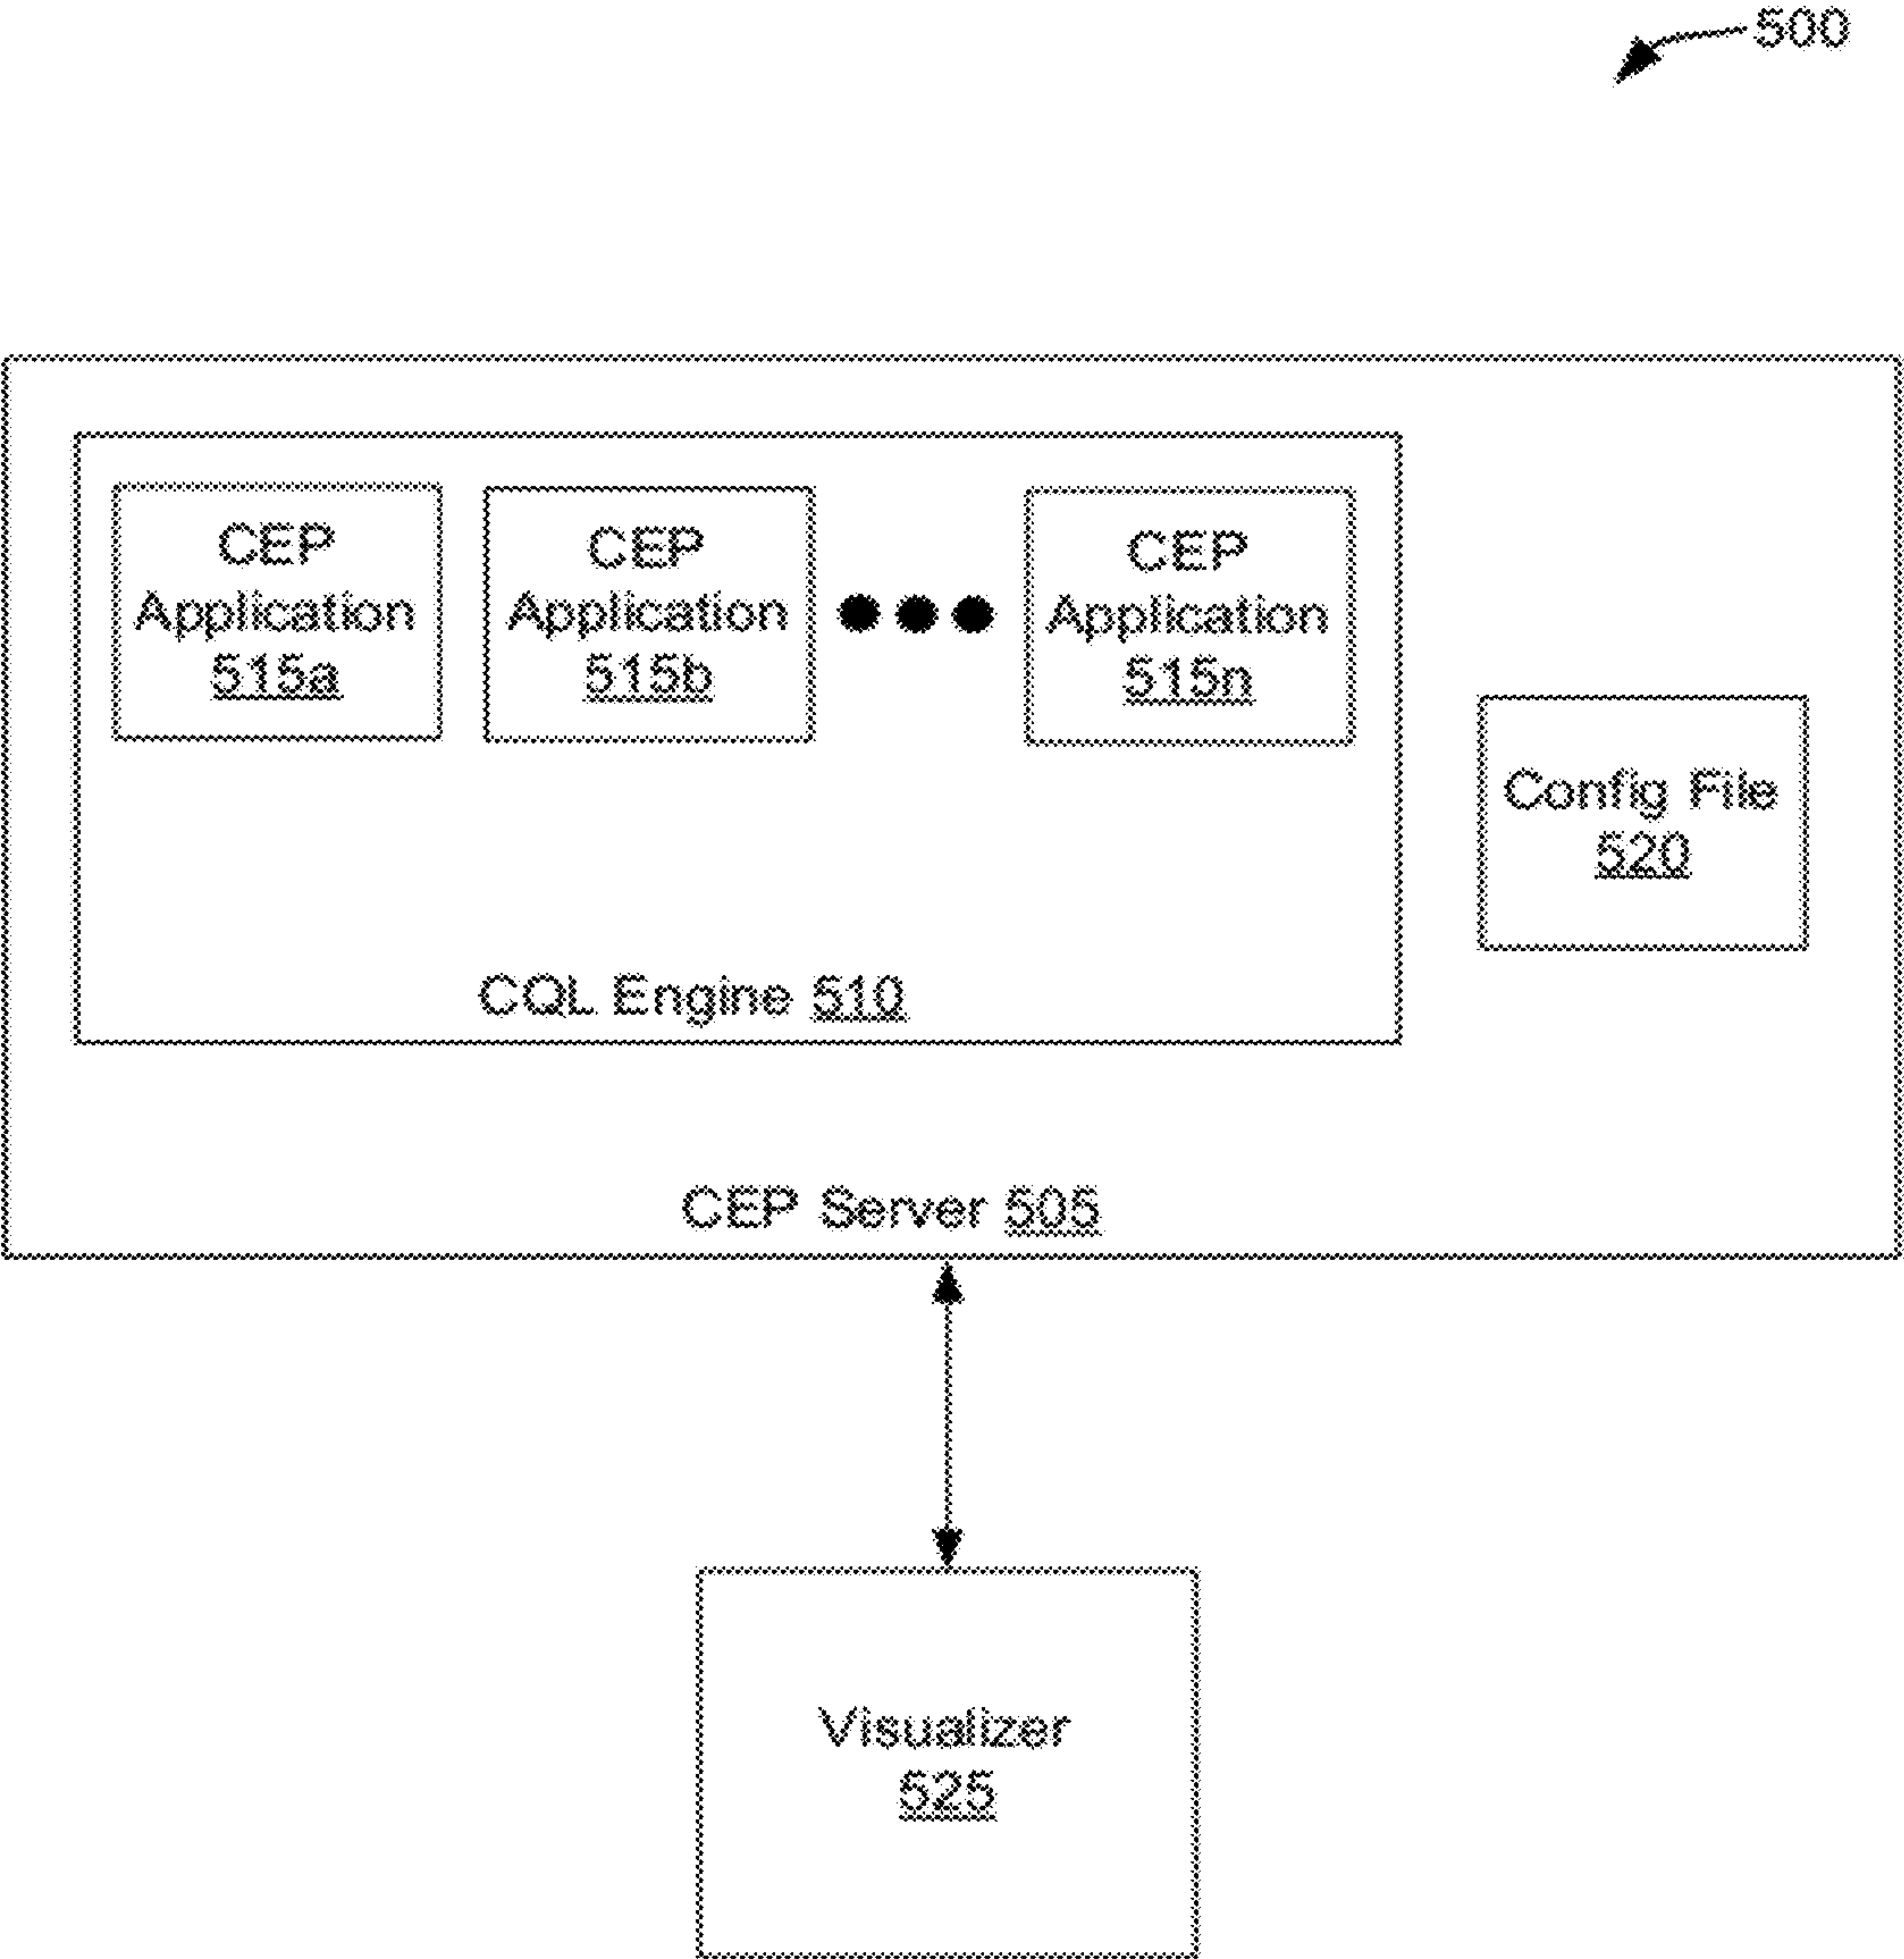 500
CEP
Application
515a
CEP
Application
515b
CEP
Application
515n
Config File
520
CQL Engine 510
CEP Server 505
Visualizer
525